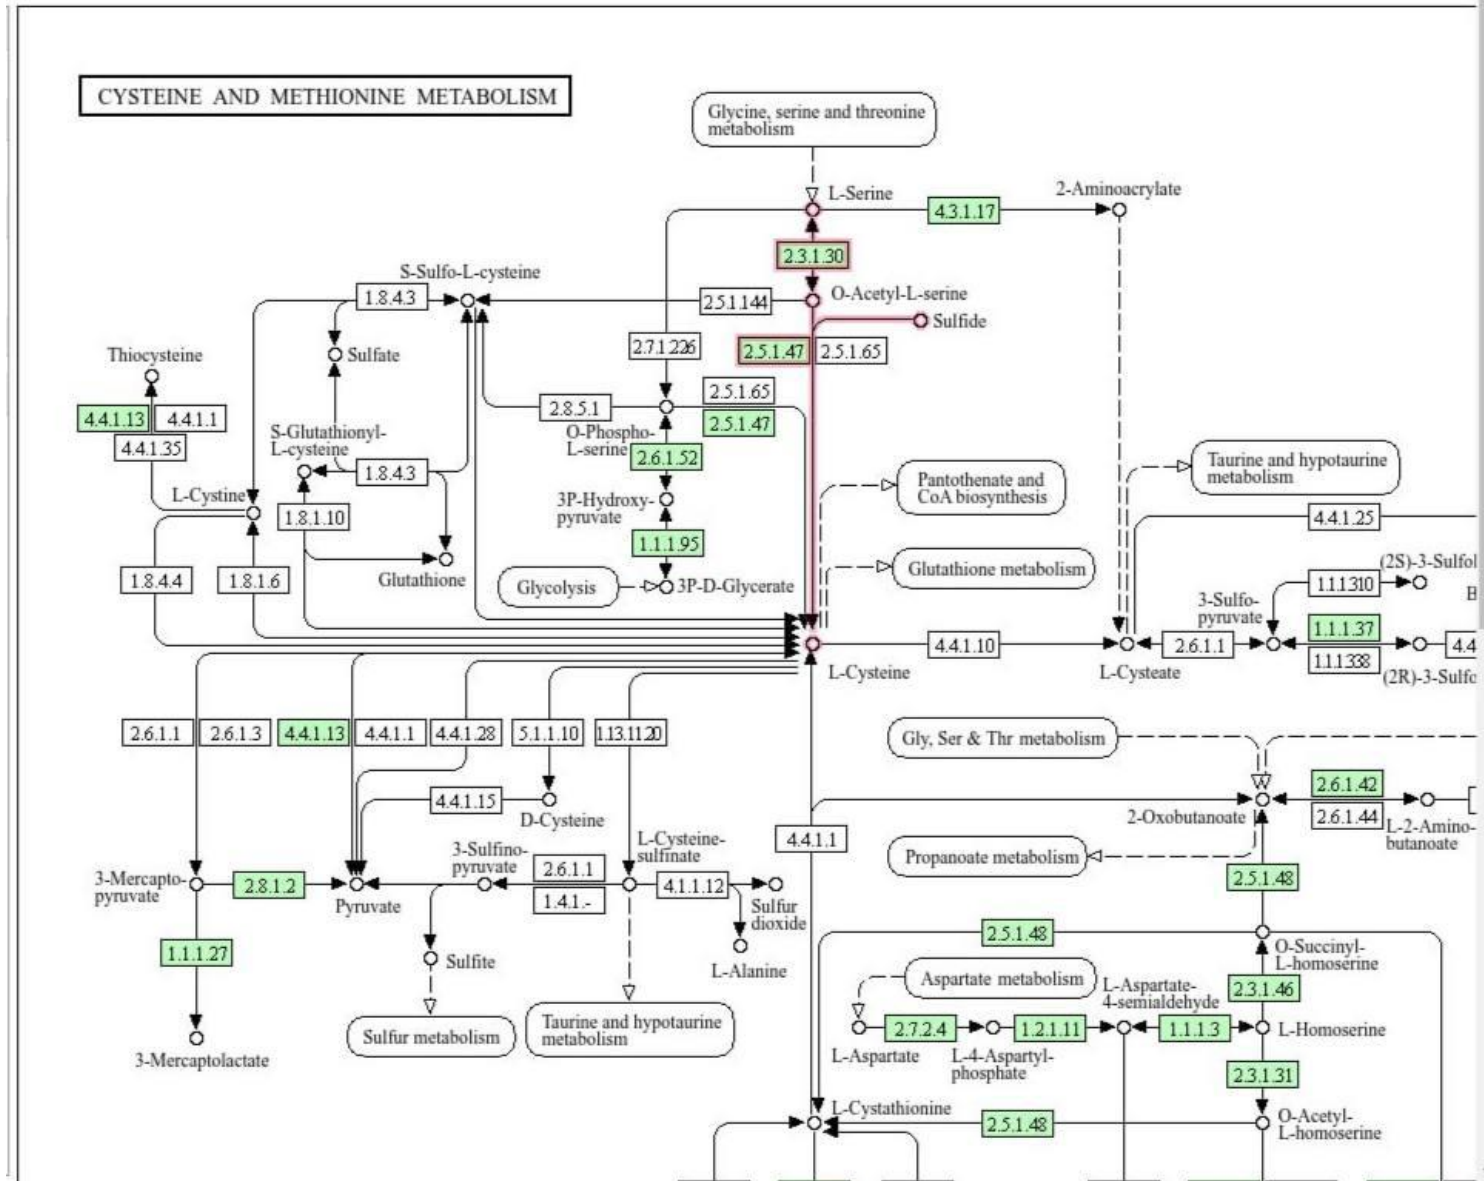 CYSTEINE AND METHIONINE METABOLISM
Glycine, serine and threonine
metabolism
L-Serine
4.3.1.17
2-Aminoacrylate
2.3.1.30
S-Sulfo-L-cysteine
1.8.4.3
2.5.1.144
O-Acetyl-L-serine
Sulfide
Thiocysteine
Sulfate
2.7.1.226
2.5.1.47
2.5.1.65
4.4.1.13
4.4.1.1
4.4.1.35
S-Glutathionyl-
L-cysteine
1.8.4.3
2.8.5.1
O-Phospho-
L-serine
2.5.1.65
2.5.1.47
2.6.1.52
L-Cystine
1.8.1.10
3P-Hydroxy-
pyruvate
1.1.1.95
Pantothenate and
CoA biosynthesis
Taurine and hypotaurine
metabolism
4.4.1.25
1.8.4.4
1.8.1.6
Glutathione
Glycolysis
3P-D-Glycerate
Glutathione metabolism
(2S)-3-Sulfol
1.1.1.310
B
3-Sulfo-
pyruvate
1.1.1.37
L-Cysteine
4.4.1.10
L-Cysteate
2.6.1.1
1.1.1.338
4.4
(2R)-3-Sulfo
2.6.1.1
2.6.1.3
4.4.1.13
4.4.1.1
4.4.1.28
5.1.1.10
1.13.11.20
Gly, Ser & Thr metabolism
4.4.1.15
D-Cysteine
2-Oxobutanoate
2.6.1.42
2.6.1.44
L-2-Amino-
butanoate
4.4.1.1
Propanoate metabolism
3-Mercapto-
pyruvate
2.8.1.2
Pyruvate
3-Sulfino-
pyruvate
2.6.1.1
1.4.1.-
L-Cysteine-
sulfinate
4.1.1.12
Sulfur
dioxide
2.5.1.48
1.1.1.27
Sulfite
L-Alanine
2.5.1.48
O-Succinyl-
L-homoserine
3-Mercaptolactate
Sulfur metabolism
Taurine and hypotaurine
metabolism
Aspartate metabolism
L-Aspartate-
4-semialdehyde
2.3.1.46
L-Aspartate
2.7.2.4
L-4-Aspartyl-
phosphate
1.2.1.11
1.1.1.3
L-Homoserine
2.3.1.31
L-Cystathionine
2.5.1.48
O-Acetyl-
L-homoserine